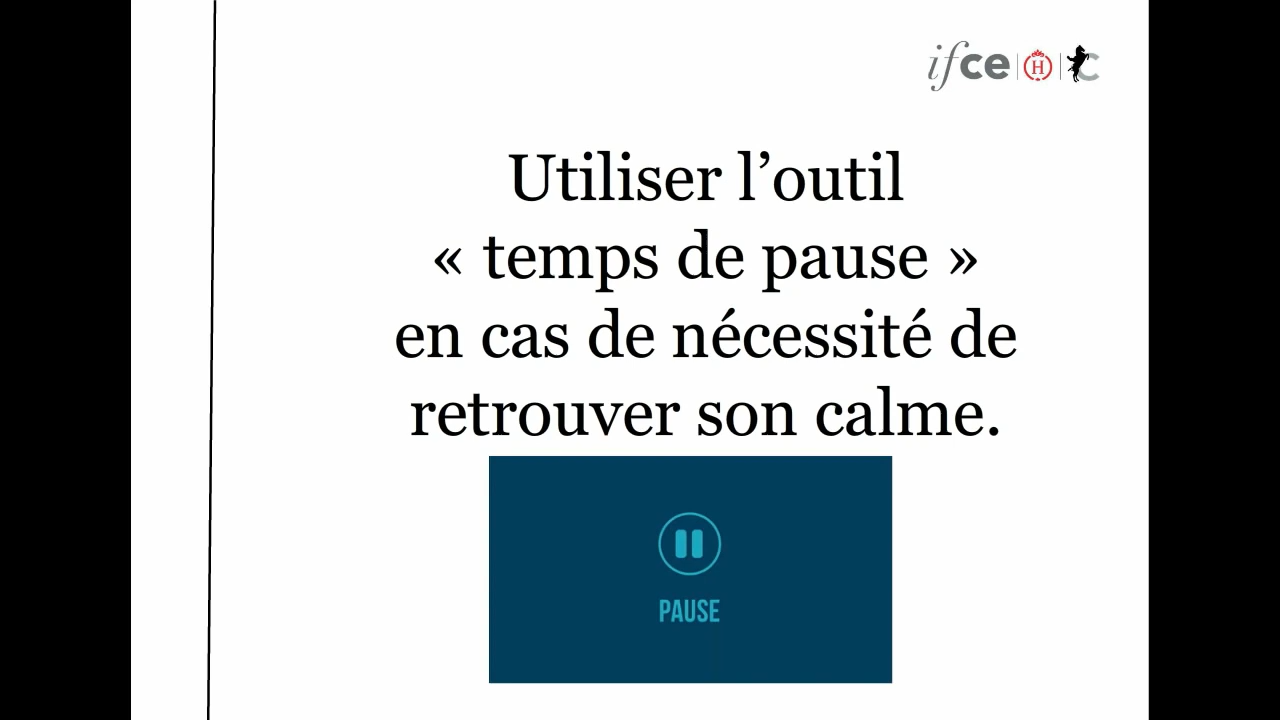 ifce H C
Utiliser l’outil
« temps de pause »
en cas de nécessité de
retrouver son calme.
PAUSE